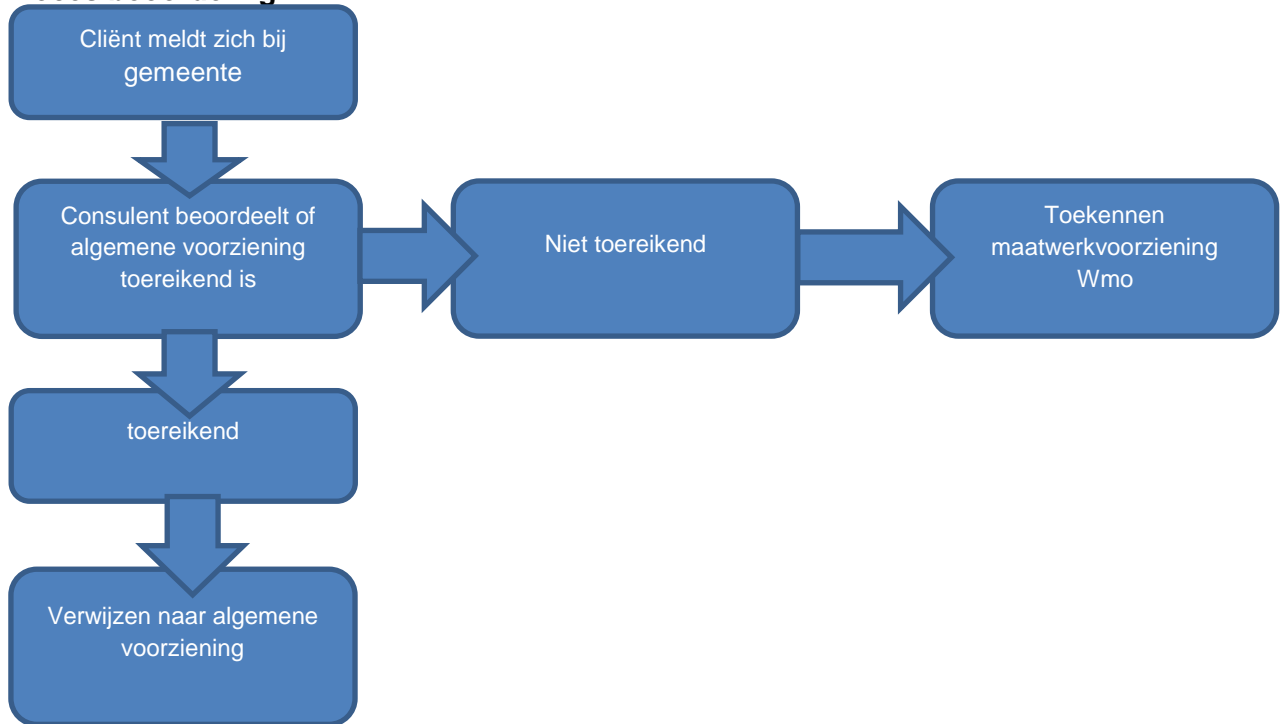 Cliënt meldt zich bij
gemeente
Consulent beoordeelt of
algemene voorziening
toereikend is
Niet toereikend
Toekennen
maatwerkvoorziening
Wmo
toereikend
Verwijzen naar algemene
voorziening